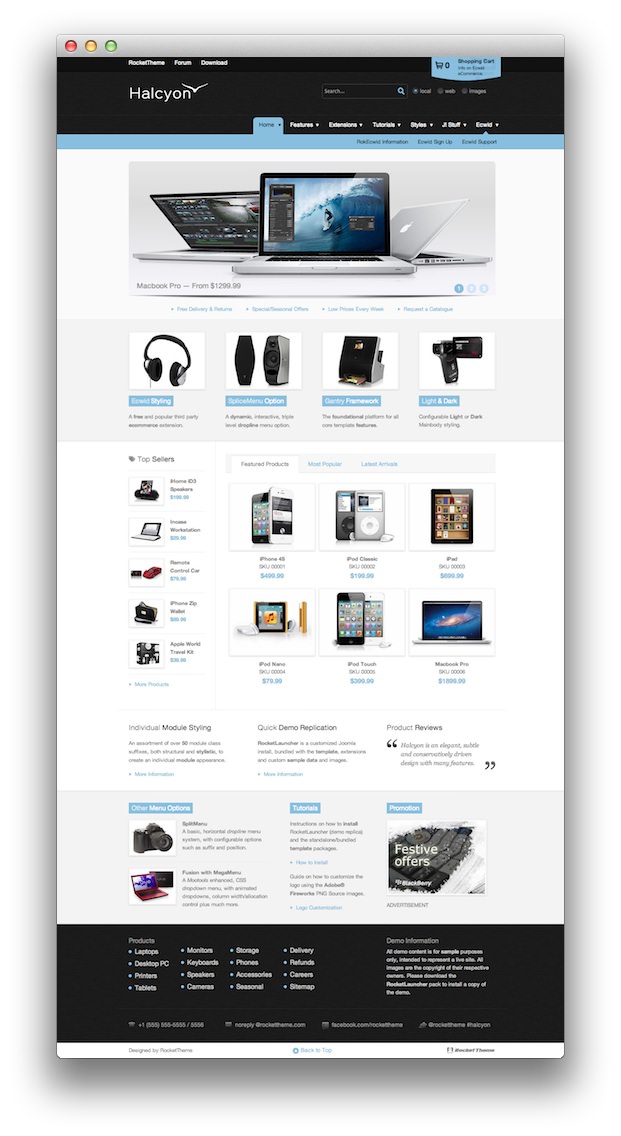 RocketTheme Forum Download
0 Shopping Cart
Info on Ecwid
eCommerce
Halcyon
Search... local web images
Home Features Extensions Tutorials Styles J! Stuff Ecwid
RokEcwid Information Ecwid Sign Up Ecwid Support
Macbook Pro — From $1299.99
1 2 3
Free Delivery & Returns Special/Seasonal Offers Low Prices Every Week Request a Catalogue
Ecwid Styling
A free and popular third party
ecommerce extension.
SpliceMenu Option
A dynamic, interactive, triple
level dropline menu option.
Gantry Framework
The foundational platform for all
core template features.
Light & Dark
Configurable Light or Dark
Mainbody styling.
Top Sellers
iHome ID3
Speakers
$199.99
Incase
Workstation
Remote
Control Car
$79.99
iPhone Zip
Wallet
Apple World
Travel Kit
$39.99
More Products
Featured Products Most Popular Latest Arrivals
iPhone 4S
SKU 00001
$499.99
iPod Classic
SKU 00002
$199.99
iPad
SKU 00003
$699.99
iPod Nano
SKU 00004
$79.99
iPod Touch
SKU 00005
$399.99
Macbook Pro
SKU 00006
$1899.99
Individual Module Styling
An assortment of over 50 module class
suffixes, both structural and stylistic, to
create an individual module appearance.
More Information
Quick Demo Replication
RocketLauncher is a customized Joomla
install, bundled with the template, extensions
and custom sample data and images.
More Information
Product Reviews
“ Halcyon is an elegant, subtle
and conservatively driven
design with many features. ”
Other Menu Options
SplitMenu
A basic, horizontal dropline menu
system, with configurable options
such as suffix and position.
Fusion with MegaMenu
A Mootools enhanced, CSS
dropdown menu, with animated
dropdowns, column width/allocation
control plus much more.
Tutorials
Instructions on how to install
RocketLauncher (demo replica)
and the standalone/bundled
template packages.
How to Install
Guide on how to customize the
logo using the Adobe®
Fireworks PNG Source images.
Logo Customization
Promotion
Festive
offers
BlackBerry
ADVERTISEMENT
Products
Laptops
Desktop PC
Printers
Tablets
Monitors
Keyboards
Speakers
Cameras
Storage
Phones
Accessories
Seasonal
Delivery
Refunds
Careers
Sitemap
Demo Information
All demo content is for sample purposes
only, intended to represent a live site. All
images are the copyright of their respective
owners. Please download the
RocketLauncher pack to install a copy of
the demo.
+1 (555) 555-5555 / 5556 noreply @rockettheme.com facebook.com/rockettheme @rockettheme #halcyon
Designed by RocketTheme Back to Top RocketTheme